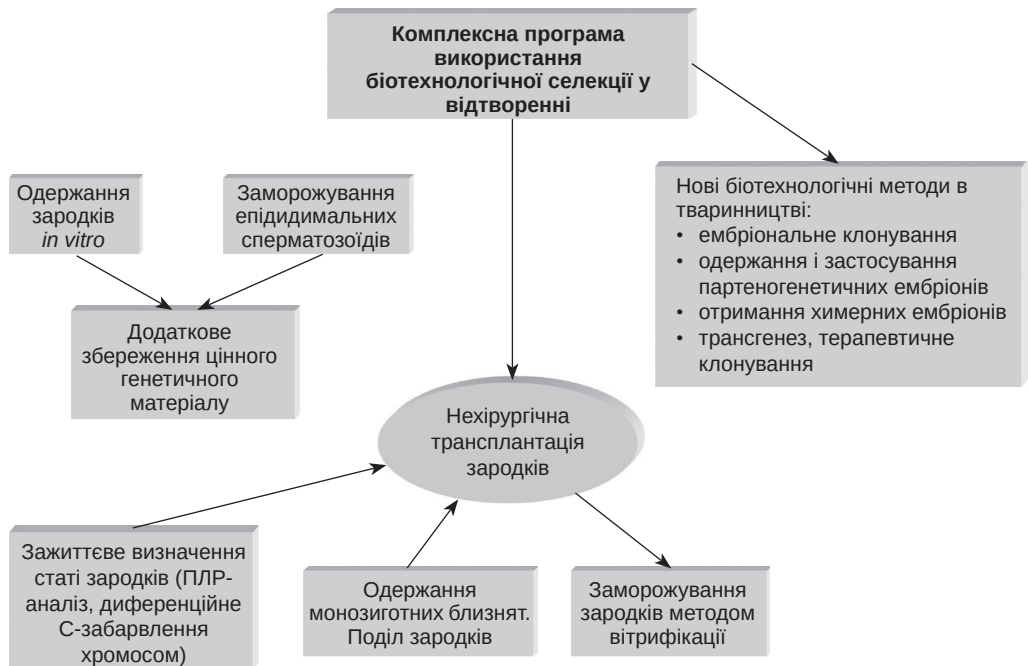 Комплексна програма
використання
біотехнологічної селекції у
відтворенні
Одержання
зародків
in vitro
Заморожування
епідидимальних
сперматозоїдів
Додаткове
збереження цінного
генетичного
матеріалу
Нові біотехнологічні методи в
тваринництві:
• ембріональне клонування
• одержання і застосування
партеногенетичних ембріонів
• отримання химерних ембріонів
• трансгенез, терапевтичне
клонування
Нехірургічна
трансплантація
зародків
Зажиттєве визначення
статі зародків (ПЛР-
аналіз, диференційне
С-забарвлення
хромосом)
Одержання
монозиготних близнят.
Поділ зародків
Заморожування
зародків методом
вітрифікації